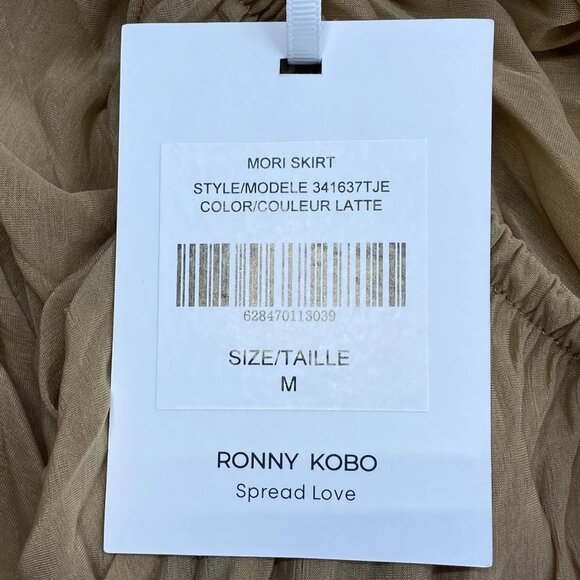 MORI SKIRT
STYLE/MODELE 341637TJE
COLOR/COULEUR LATTE
628470113039
SIZE/TAILLE
M
RONNY KOBO
Spread Love